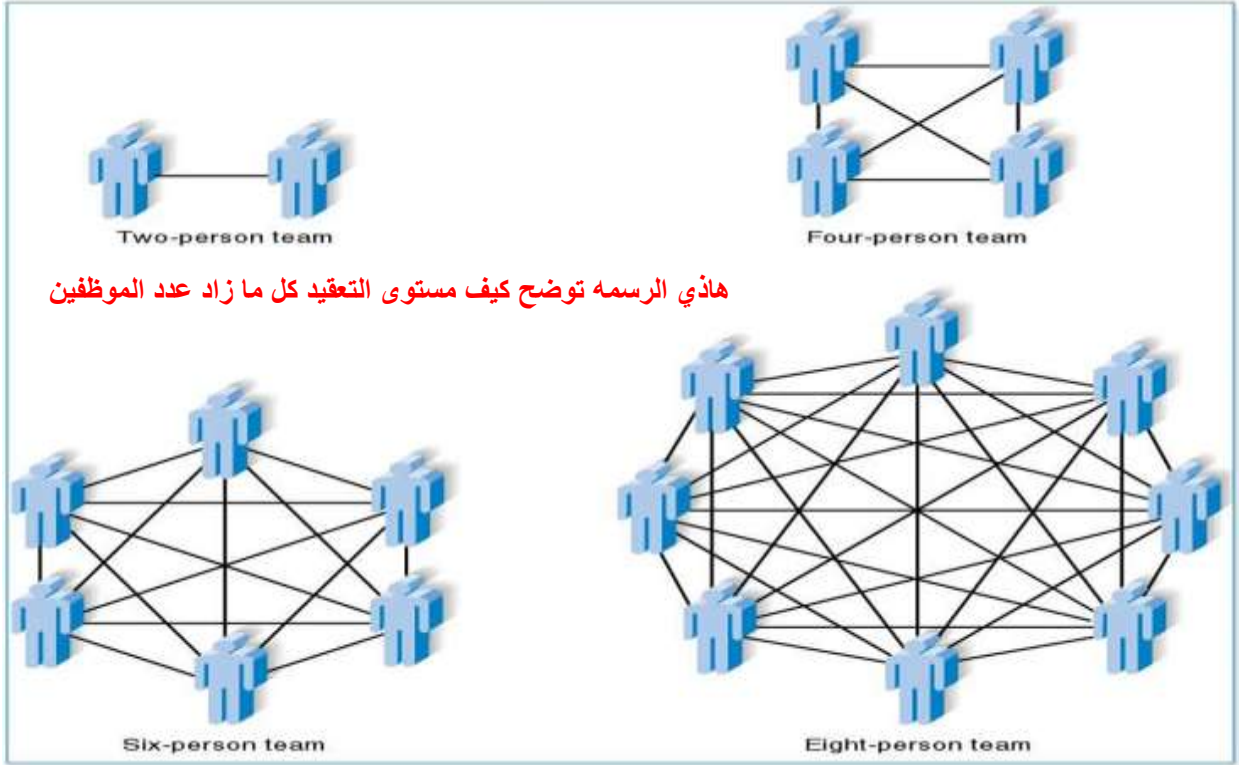 Two-person team
Four-person team
هاذي الرسمه توضح كيف مستوى التعقيد كل ما زاد عدد الموظفين
Six-person team
Eight-person team